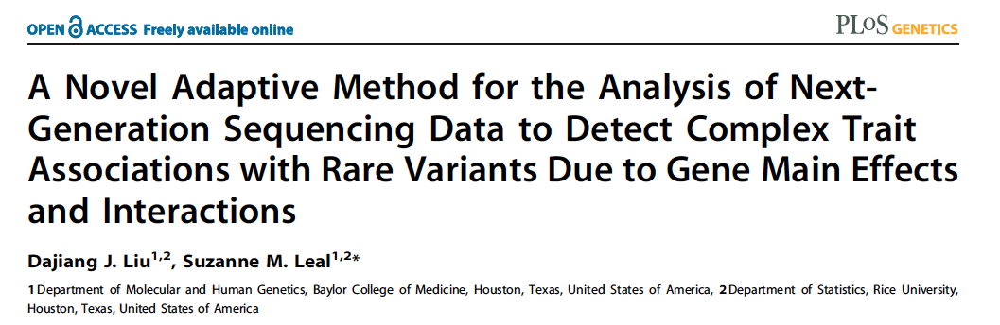 OPEN ACCESS Freely available online
PLoS GENETICS
A Novel Adaptive Method for the Analysis of Next-
Generation Sequencing Data to Detect Complex Trait
Associations with Rare Variants Due to Gene Main Effects
and Interactions
Dajiang J. Liu1,2, Suzanne M. Leal1,2*
1 Department of Molecular and Human Genetics, Baylor College of Medicine, Houston, Texas, United States of America, 2 Department of Statistics, Rice University,
Houston, Texas, United States of America